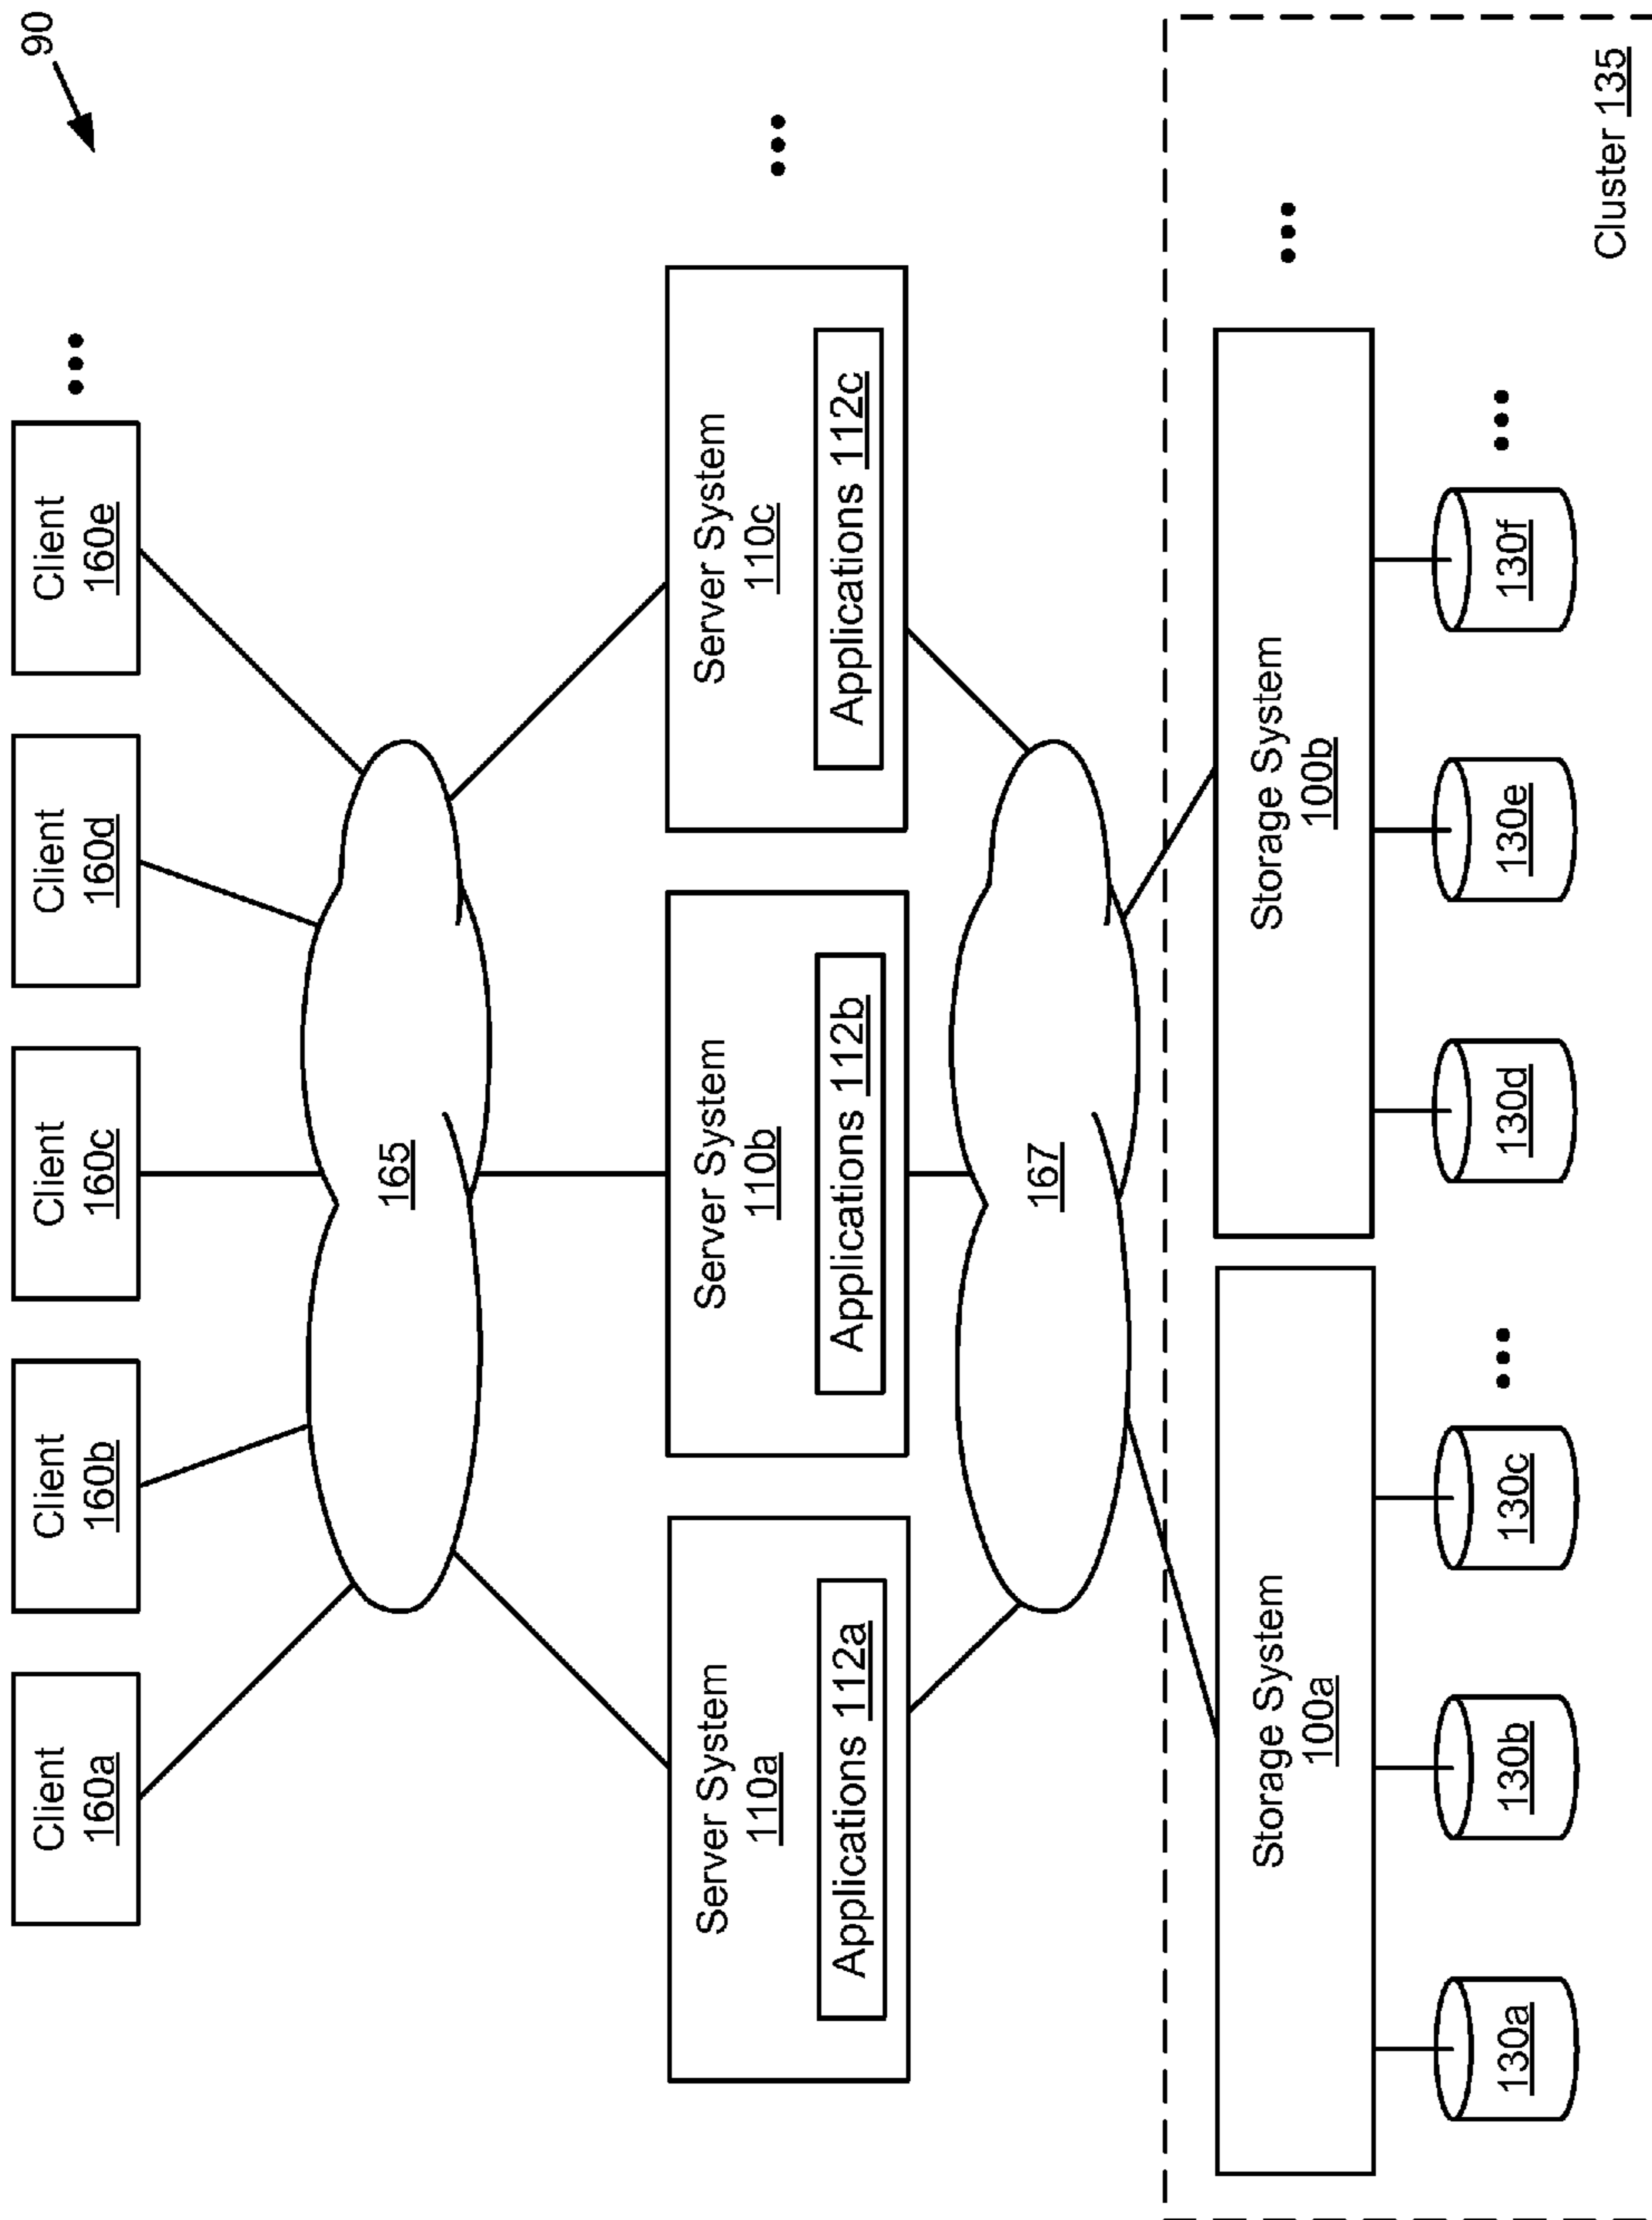 90
Client
160a
Client
160b
Client
160c
Client
160d
Client
160e
...
165
Server System
110a
Applications 112a
Server System
110b
Applications 112b
Server System
110c
Applications 112c
...
167
Storage System
100a
Storage System
100b
...
130a
130b
130c
...
130d
130e
130f
...
Cluster 135